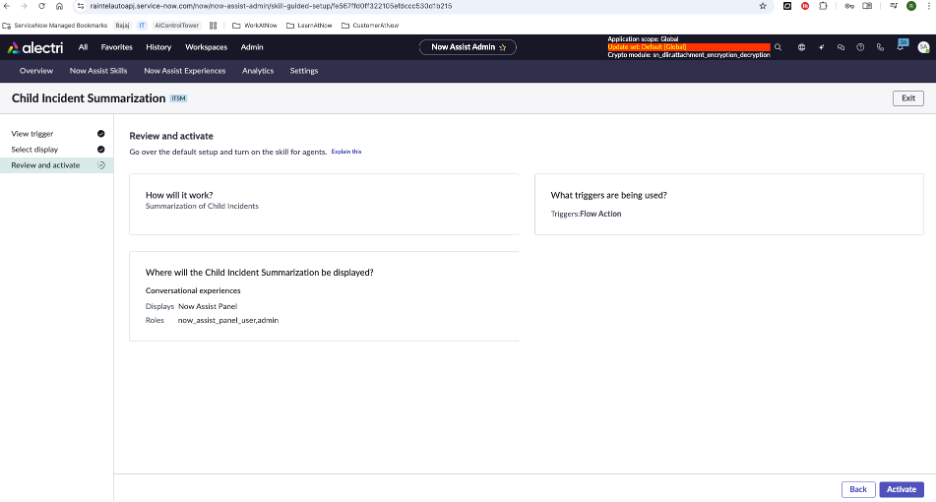 raintelautoapj.service-now.com/now/now-assist-admin/skill-guided-setup/
ServiceNow Managed Bookmarks Bajaj IT AIControlTower WorkAtNow LearnAtNow CustomerAtNow
alectri All Favorites History Workspaces Admin Now Assist Admin
Application scope: Global
Update set: Default [Global]
Crypto module: sn_dlir.attachment_encryption_decryption
SA
Overview Now Assist Skills Now Assist Experiences Analytics Settings
Child Incident Summarization ITSM Exit
View trigger
Select display
Review and activate
Review and activate
Go over the default setup and turn on the skill for agents. Explain this
How will it work?
Summarization of Child Incidents
What triggers are being used?
Triggers:Flow Action
Where will the Child Incident Summarization be displayed?
Conversational experiences
Displays Now Assist Panel
Roles now_assist_panel_user,admin
Back Activate